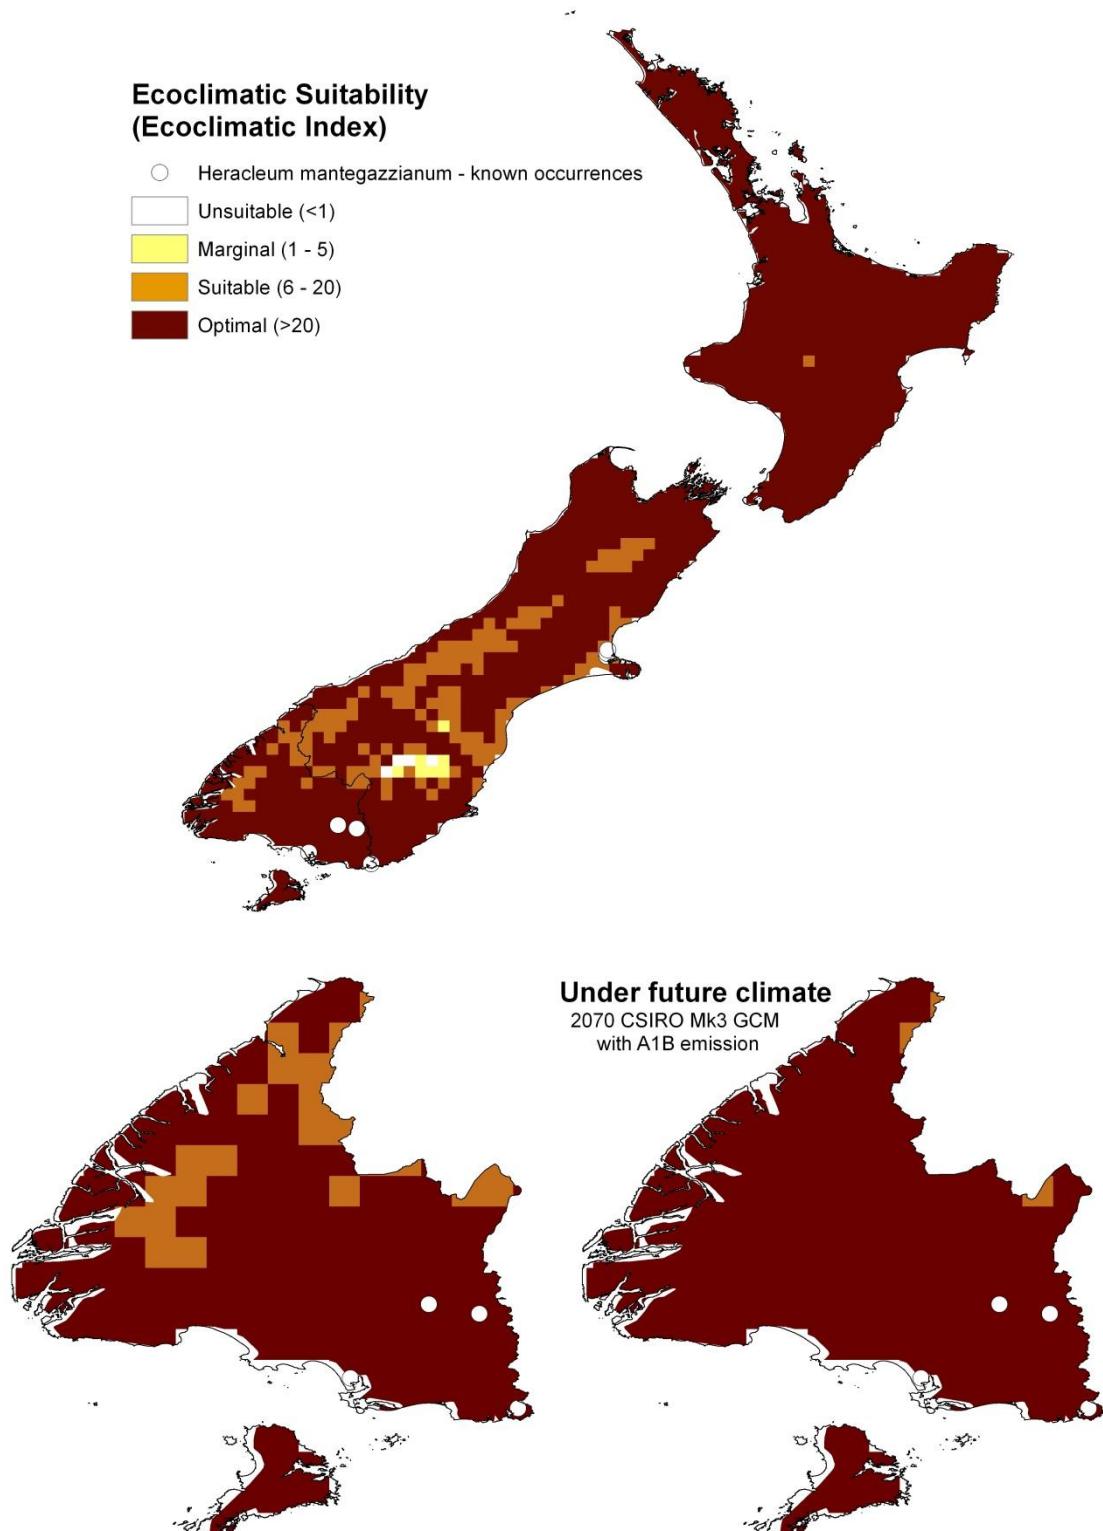 Ecoclimatic Suitability
(Ecoclimatic Index)
Heracleum mantegazzianum - known occurrences
Unsuitable (<1)
Marginal (1 - 5)
Suitable (6 - 20)
Optimal (>20)
Under future climate
2070 CSIRO Mk3 GCM
with A1B emission